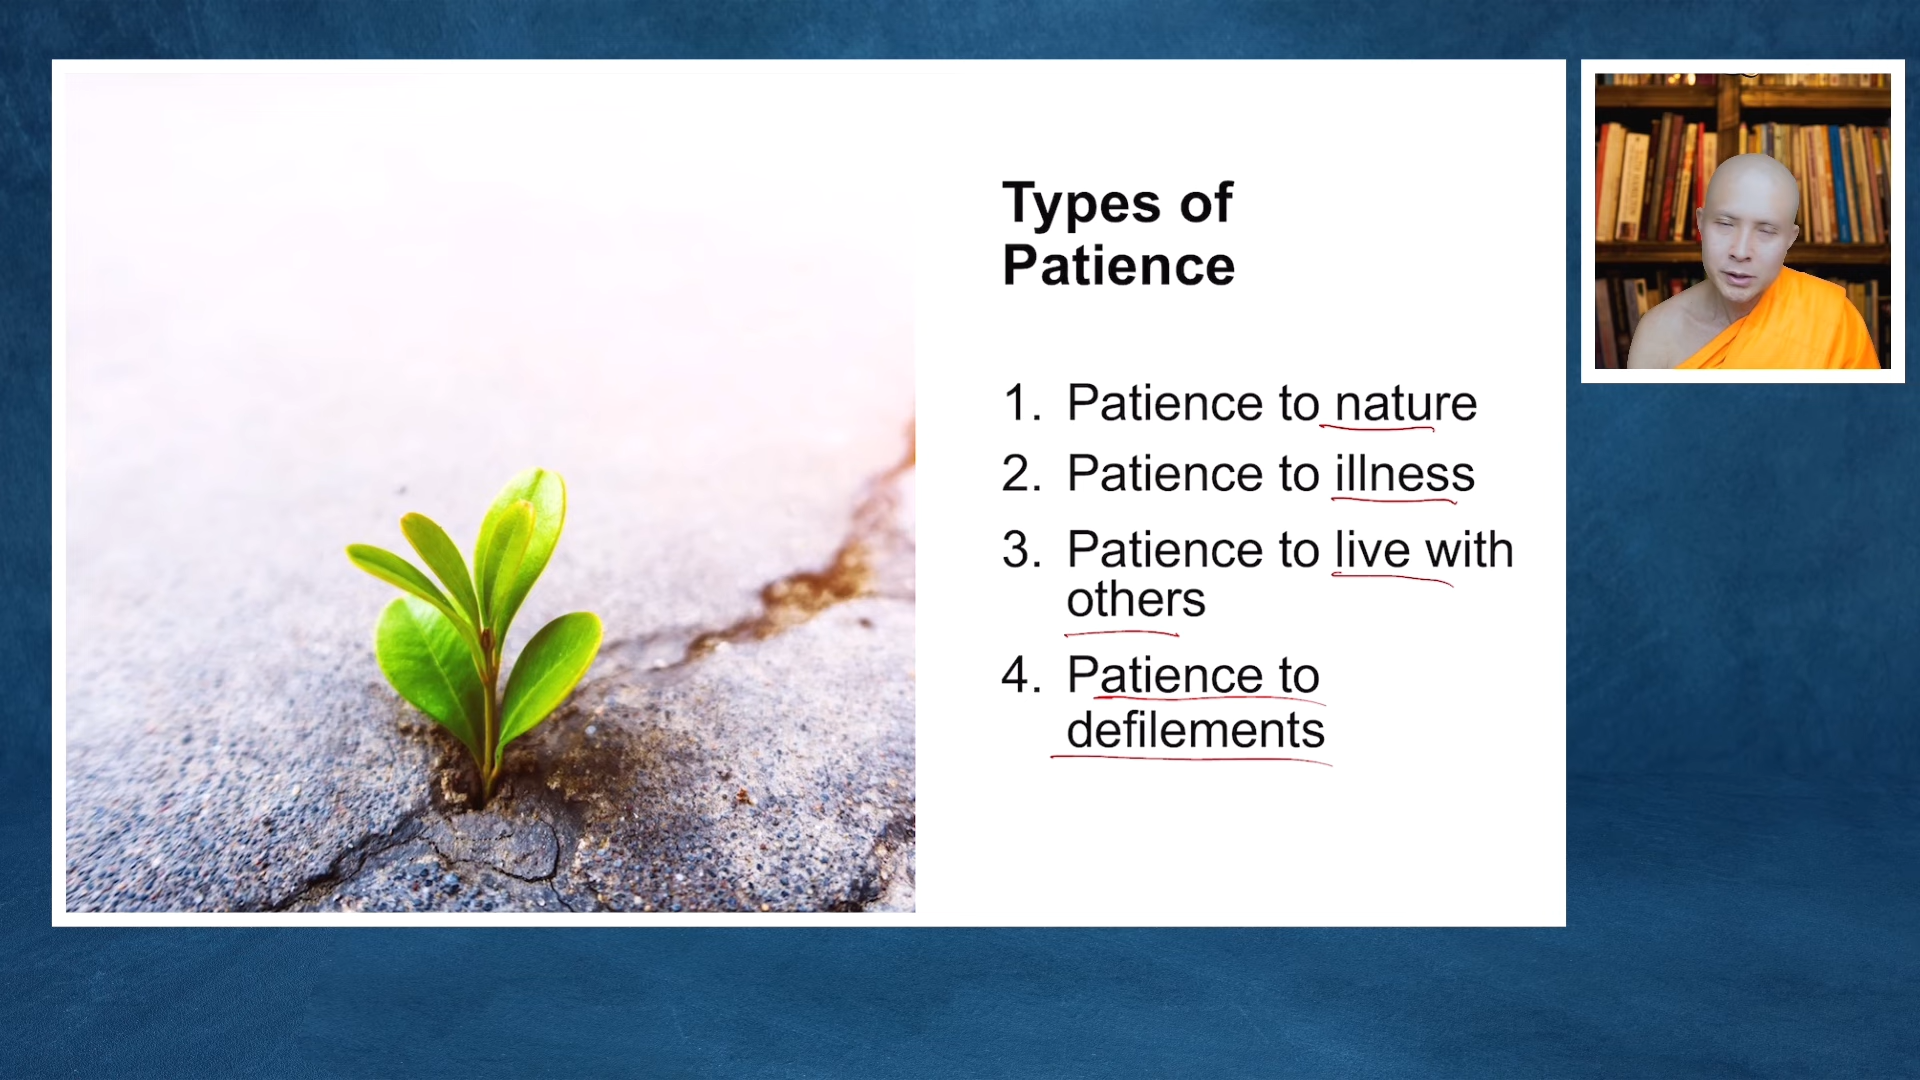 Types of
Patience
1. Patience to nature
2. Patience to illness
3. Patience to live with
others
4. Patience to
defilements